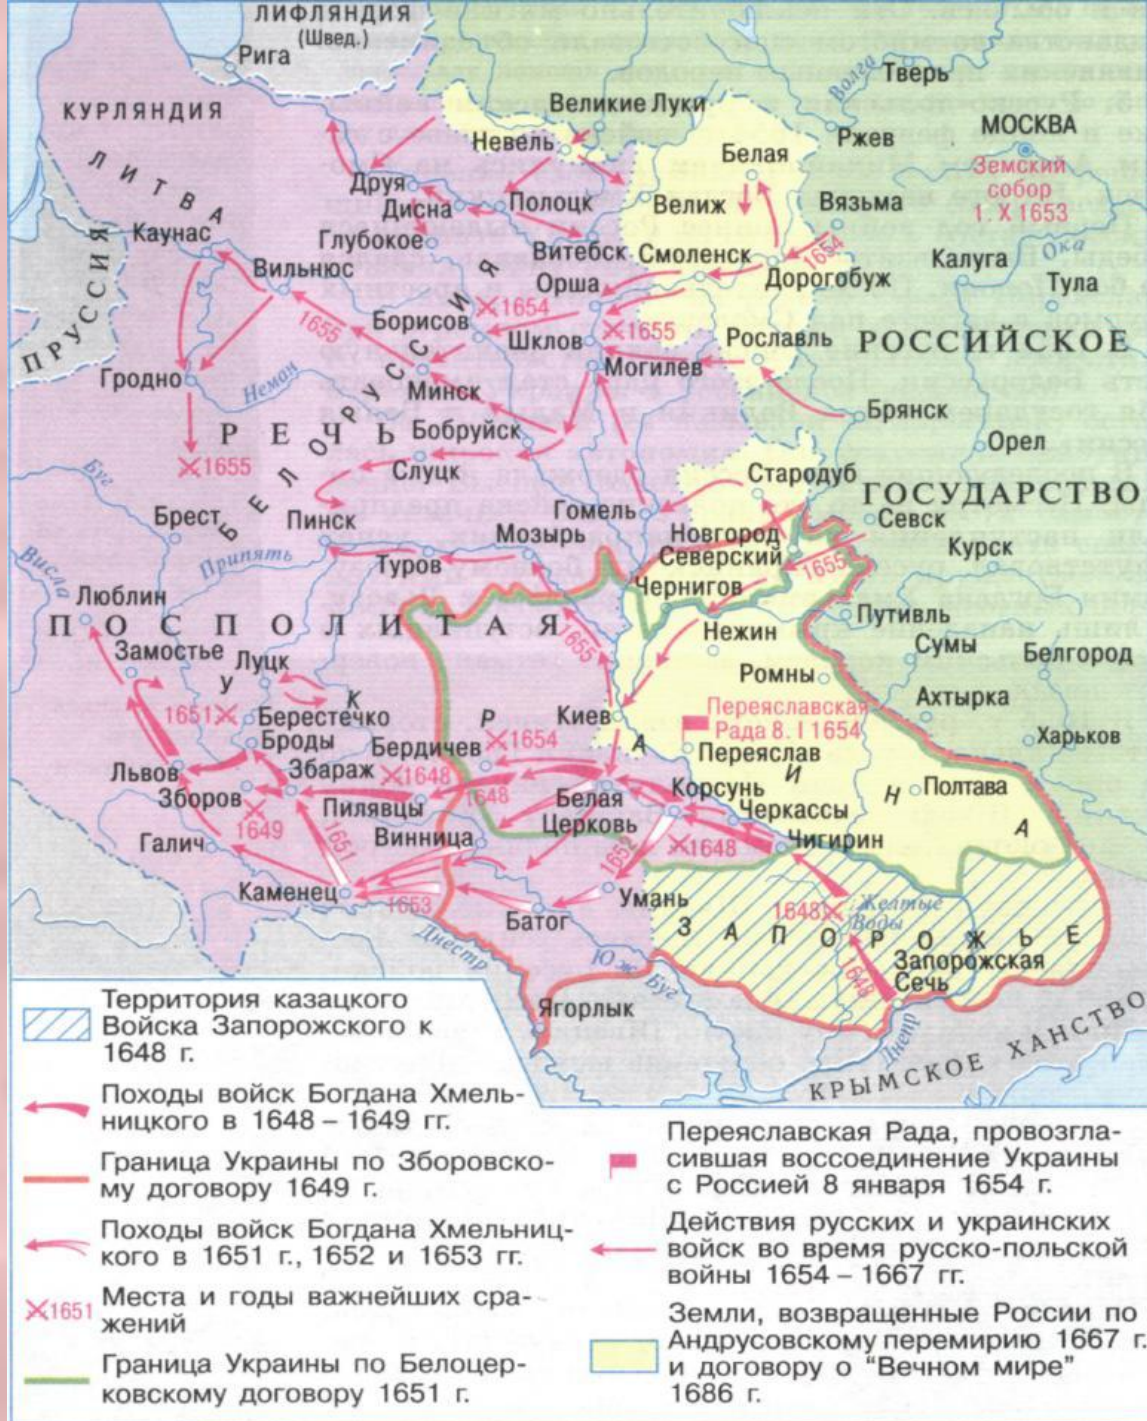 ЛИФЛЯНДИЯ
(Швед.)
Рига
КУРЛЯНДИЯ
ЛИТВА
Великие Луки
Волга
Тверь
Невель
Белая
Ржев
МОСКВА
Земский
собор
1. X 1653
Друя
Дисна
Полоцк
Велиж
Вязьма
Каунас
Глубокое
Витебск
Смоленск
1654
Калуга
Ока
Вильнюс
Орша
Дорогобуж
Тула
ПРУССИЯ
1654
Борисов
1655
1655
Шклов
Рославль
РОССИЙСКОЕ
Гродно
Неман
Могилев
Минск
БЕЛОРУССИЯ
Брянск
РЕЧЬ
Бобруйск
Орел
1655
Слуцк
Буг
Стародуб
ГОСУДАРСТВО
Брест
Пинск
Гомель
Новгород
Северский
Севск
Мозырь
Курск
Висла
Припять
Туров
1655
Люблин
Чернигов
Путивль
ПОСПОЛИТАЯ
Нежин
Сумы
Замостье
Луцк
1655
Ромны
Белгород
УКРАИНА
1651
Берестечко
Киев
Переяславская
Рада 8. I 1654
Ахтырка
Броды
Бердичев
1654
Переяслав
Харьков
Львов
Збараж
1648
Корсунь
Зборов
Пилявцы
1648
Белая
Церковь
Черкассы
Полтава
1649
Галич
1651
Винница
1652
1648
Чигирин
Каменец
1653
Умань
Батог
1648
Желтые
Воды
ЗАПОРОЖЬЕ
Днестр
Юж. Буг
1648
Запорожская
Сечь
Ягорлык
Днепр
КРЫМСКОЕ ХАНСТВО
Территория казацкого
Войска Запорожского к
1648 г.
Походы войск Богдана Хмель-
ницкого в 1648 – 1649 гг.
Граница Украины по Зборовско-
му договору 1649 г.
Походы войск Богдана Хмельниц-
кого в 1651 г., 1652 и 1653 гг.
1651 Места и годы важнейших сра-
жений
Граница Украины по Белоцер-
ковскому договору 1651 г.
Переяславская Рада, провозгла-
сившая воссоединение Украины
с Россией 8 января 1654 г.
Действия русских и украинских
войск во время русско-польской
войны 1654 – 1667 гг.
Земли, возвращенные России по
Андрусовскому перемирию 1667 г.
и договору о "Вечном мире"
1686 г.